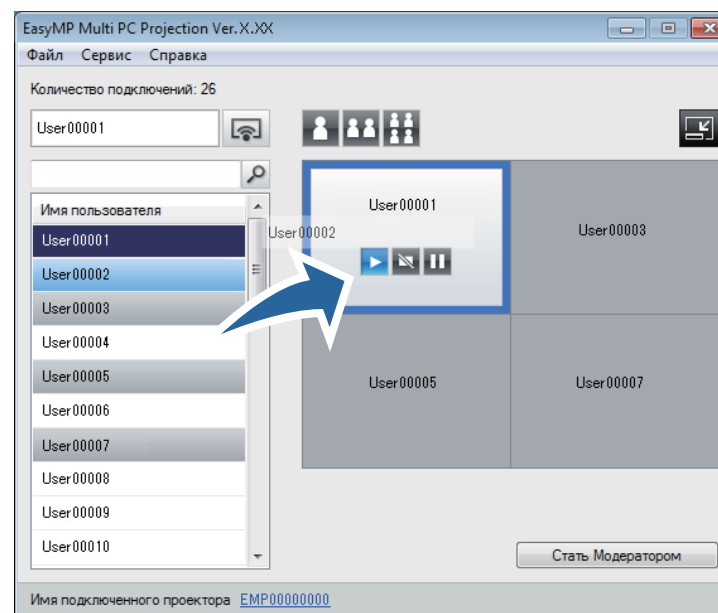 EasyMP Multi PC Projection Ver.X.XX
Файл Сервис Справка
Количество подключений: 26
User00001
Имя пользователя
User00001
User00002
User00003
User00004
User00005
User00006
User00007
User00008
User00009
User00010
User00001
User00002
User00003
User00005
User00007
Стать Модератором
Имя подключенного проектора EMP00000000